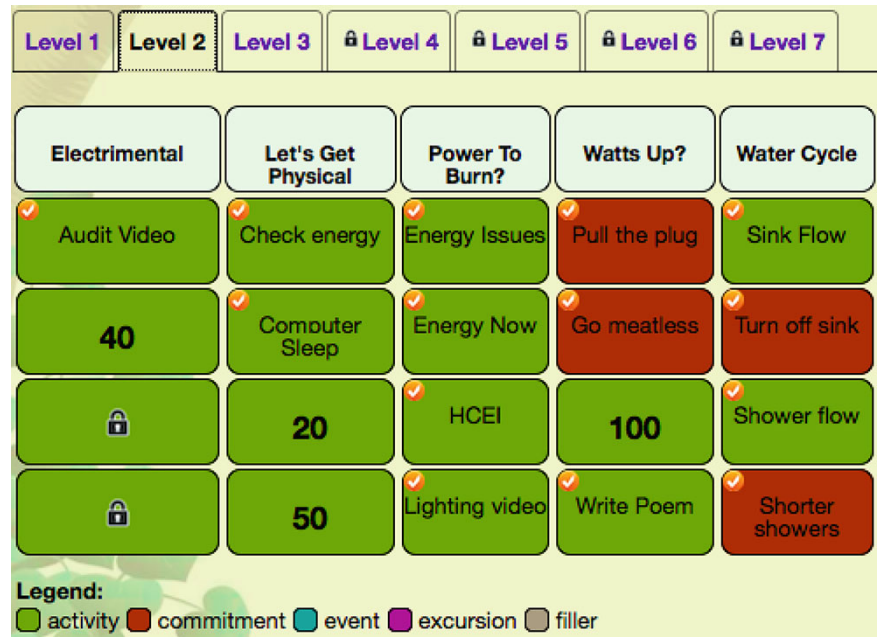 Level 1 Level 2 Level 3 Level 4 Level 5 Level 6 Level 7
Electrimental Let's Get Physical Power To Burn? Watts Up? Water Cycle
Audit Video Check energy Energy Issues Pull the plug Sink Flow
40 Computer Sleep Energy Now Go meatless Turn off sink
20 HCEI 100 Shower flow
50 Lighting video Write Poem Shorter showers
Legend:
activity commitment event excursion filler